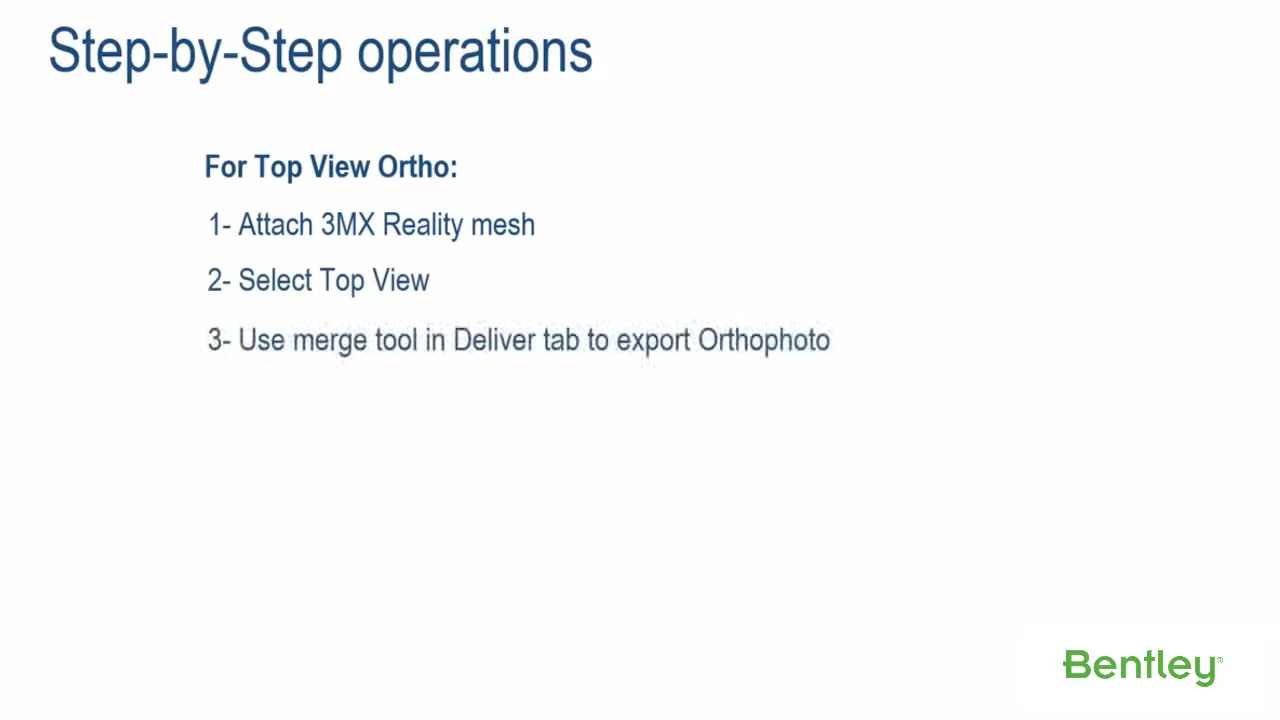 Step-by-Step operations
For Top View Ortho:
1- Attach 3MX Reality mesh
2- Select Top View
3- Use merge tool in Deliver tab to export Orthophoto
Bentley®